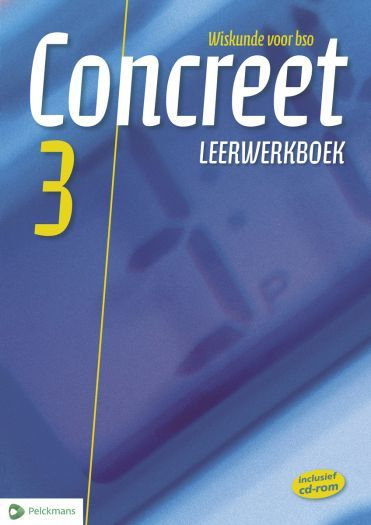 Wiskunde voor bso
Concreet
3
LEERWERKBOEK
P
inclusief
cd-rom
Pelckmans